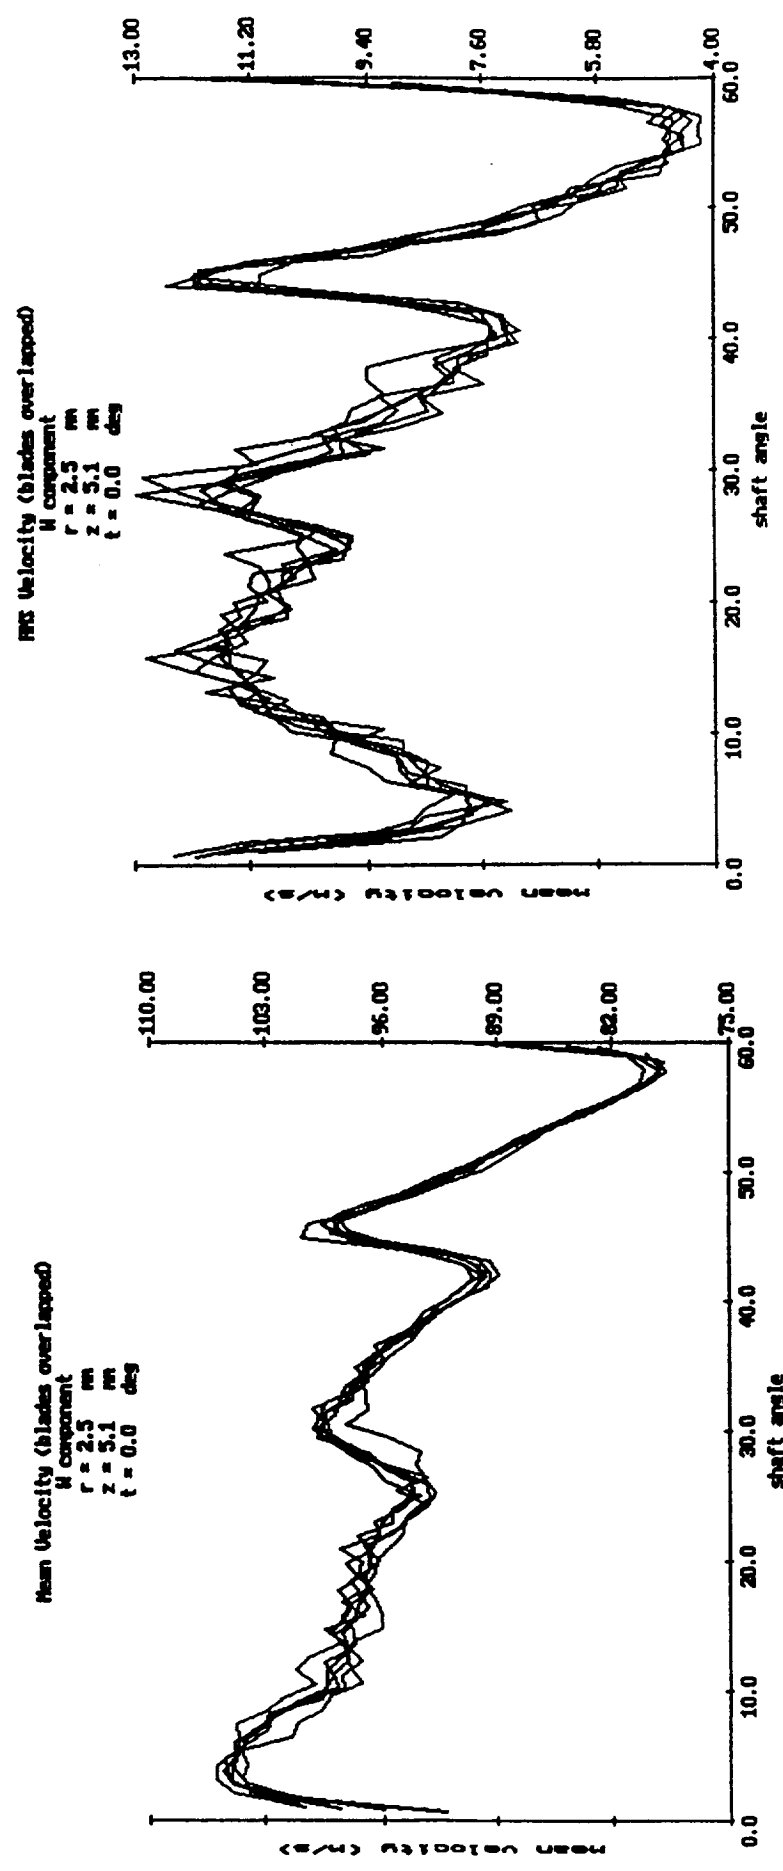 Mean Velocity (blades overlapped)
W component
r = 2.5 mm
z = 5.1 mm
t = 0.0 deg
mean velocity <m/s>
110.00
103.00
96.00
89.00
82.00
75.00
0.0 10.0 20.0 30.0 40.0 50.0 60.0
shaft angle
RMS Velocity (blades overlapped)
W component
r = 2.5 mm
z = 5.1 mm
t = 0.0 deg
mean velocity <m/s>
13.00
11.20
9.40
7.60
5.80
4.00
0.0 10.0 20.0 30.0 40.0 50.0 60.0
shaft angle